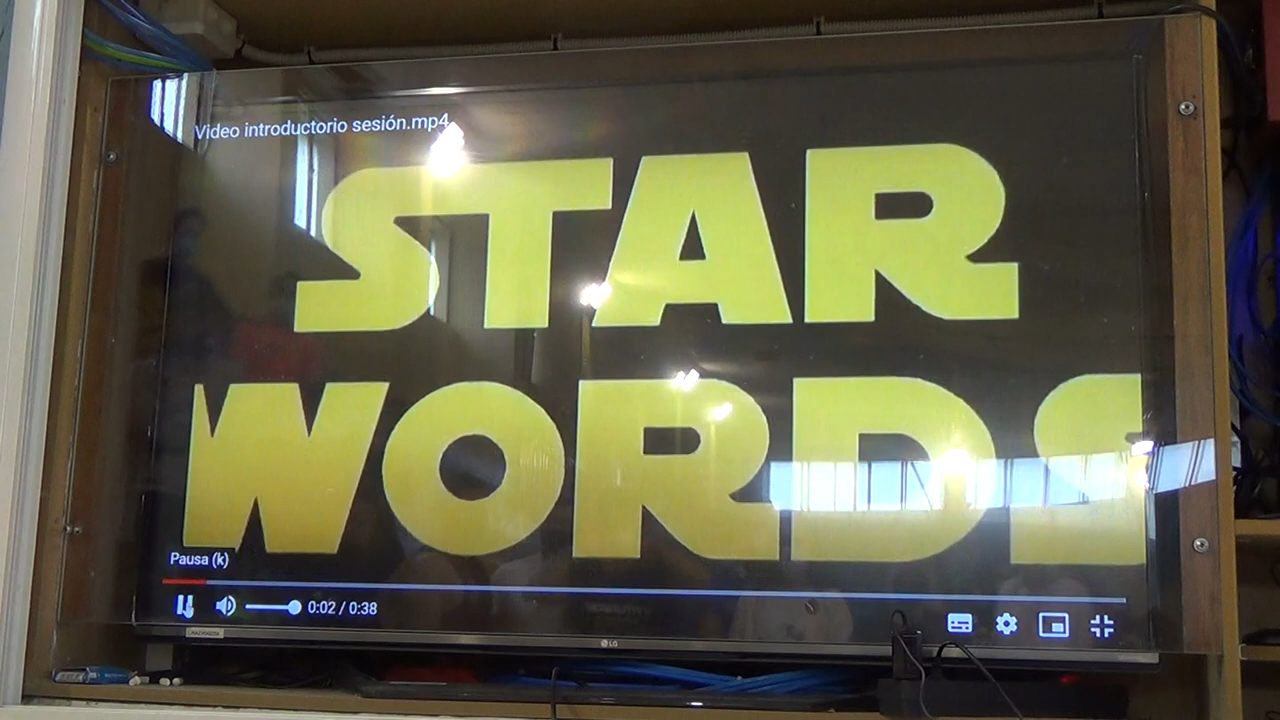 Video introductorio sesión.mp4
STAR
WORDS
Pausa (k)
0:02 / 0:38
LG